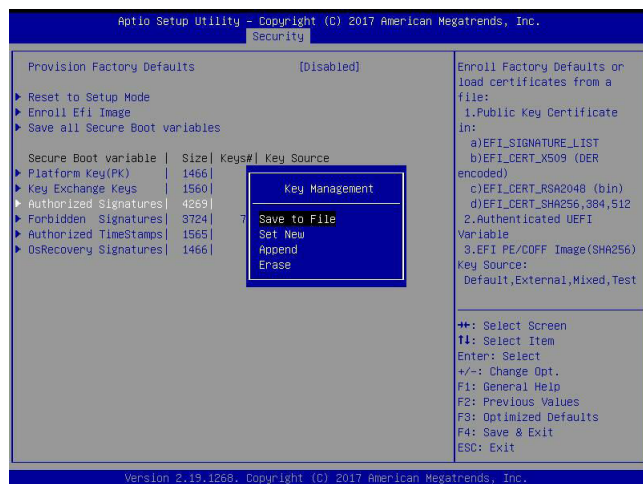 Aptio Setup Utility – Copyright (C) 2017 American Megatrends, Inc.
Security
Provision Factory Defaults [Disabled]
Reset to Setup Mode
Enroll Efi Image
Save all Secure Boot variables
Secure Boot variable | Size| Keys#| Key Source
Platform Key(PK) | 1466|
Key Exchange Keys | 1560|
Authorized Signatures| 4269|
Forbidden Signatures| 3724| 7
Authorized TimeStamps| 1565|
OsRecovery Signatures| 1466|
Key Management
Save to File
Set New
Append
Erase
Enroll Factory Defaults or
load certificates from a
file:
1.Public Key Certificate
in:
a)EFI_SIGNATURE_LIST
b)EFI_CERT_X509 (DER
encoded)
c)EFI_CERT_RSA2048 (bin)
d)EFI_CERT_SHA256,384,512
2.Authenticated UEFI
Variable
3.EFI PE/COFF Image(SHA256)
Key Source:
Default,External,Mixed,Test
→←: Select Screen
↑↓: Select Item
Enter: Select
+/-: Change Opt.
F1: General Help
F2: Previous Values
F3: Optimized Defaults
F4: Save & Exit
ESC: Exit
Version 2.19.1268. Copyright (C) 2017 American Megatrends, Inc.